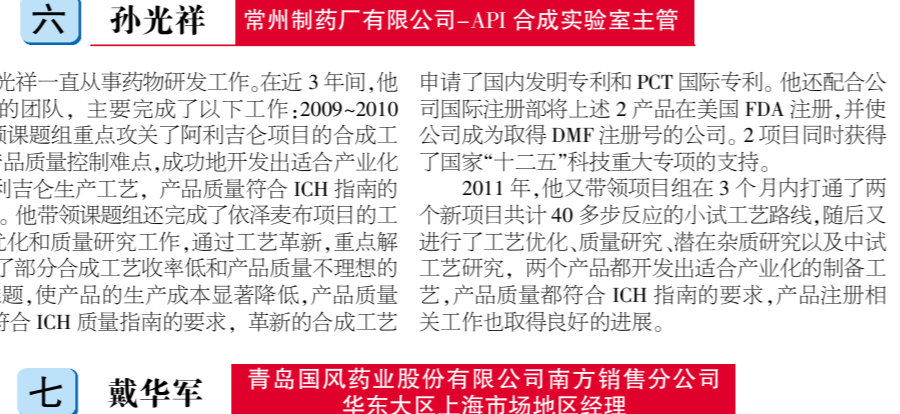 六 孙光祥 常州制药厂有限公司-API 合成实验室主管
光祥一直从事药物研发工作。在近 3 年间,他
的团队，主要完成了以下工作:2009~2010
领课题组重点攻关了阿利吉仑项目的合成工
产品质量控制难点,成功地开发出适合产业化
利吉仑生产工艺，产品质量符合 ICH 指南的
。他带领课题组还完成了依泽麦布项目的工
优化和质量研究工作,通过工艺革新,重点解
了部分合成工艺收率低和产品质量不理想的
题,使产品的生产成本显著降低,产品质量
符合 ICH 质量指南的要求，革新的合成工艺
申请了国内发明专利和 PCT 国际专利。他还配合公
司国际注册部将上述 2 产品在美国 FDA 注册,并使
公司成为取得 DMF 注册号的公司。2 项目同时获得
了国家“十二五”科技重大专项的支持。
2011 年,他又带领项目组在 3 个月内打通了两
个新项目共计 40 多步反应的小试工艺路线,随后又
进行了工艺优化、质量研究、潜在杂质研究以及中试
工艺研究，两个产品都开发出适合产业化的制备工
艺,产品质量都符合 ICH 指南的要求,产品注册相
关工作也取得良好的进展。
七 戴华军 青岛国风药业股份有限公司南方销售分公司
华东大区上海市场地区经理